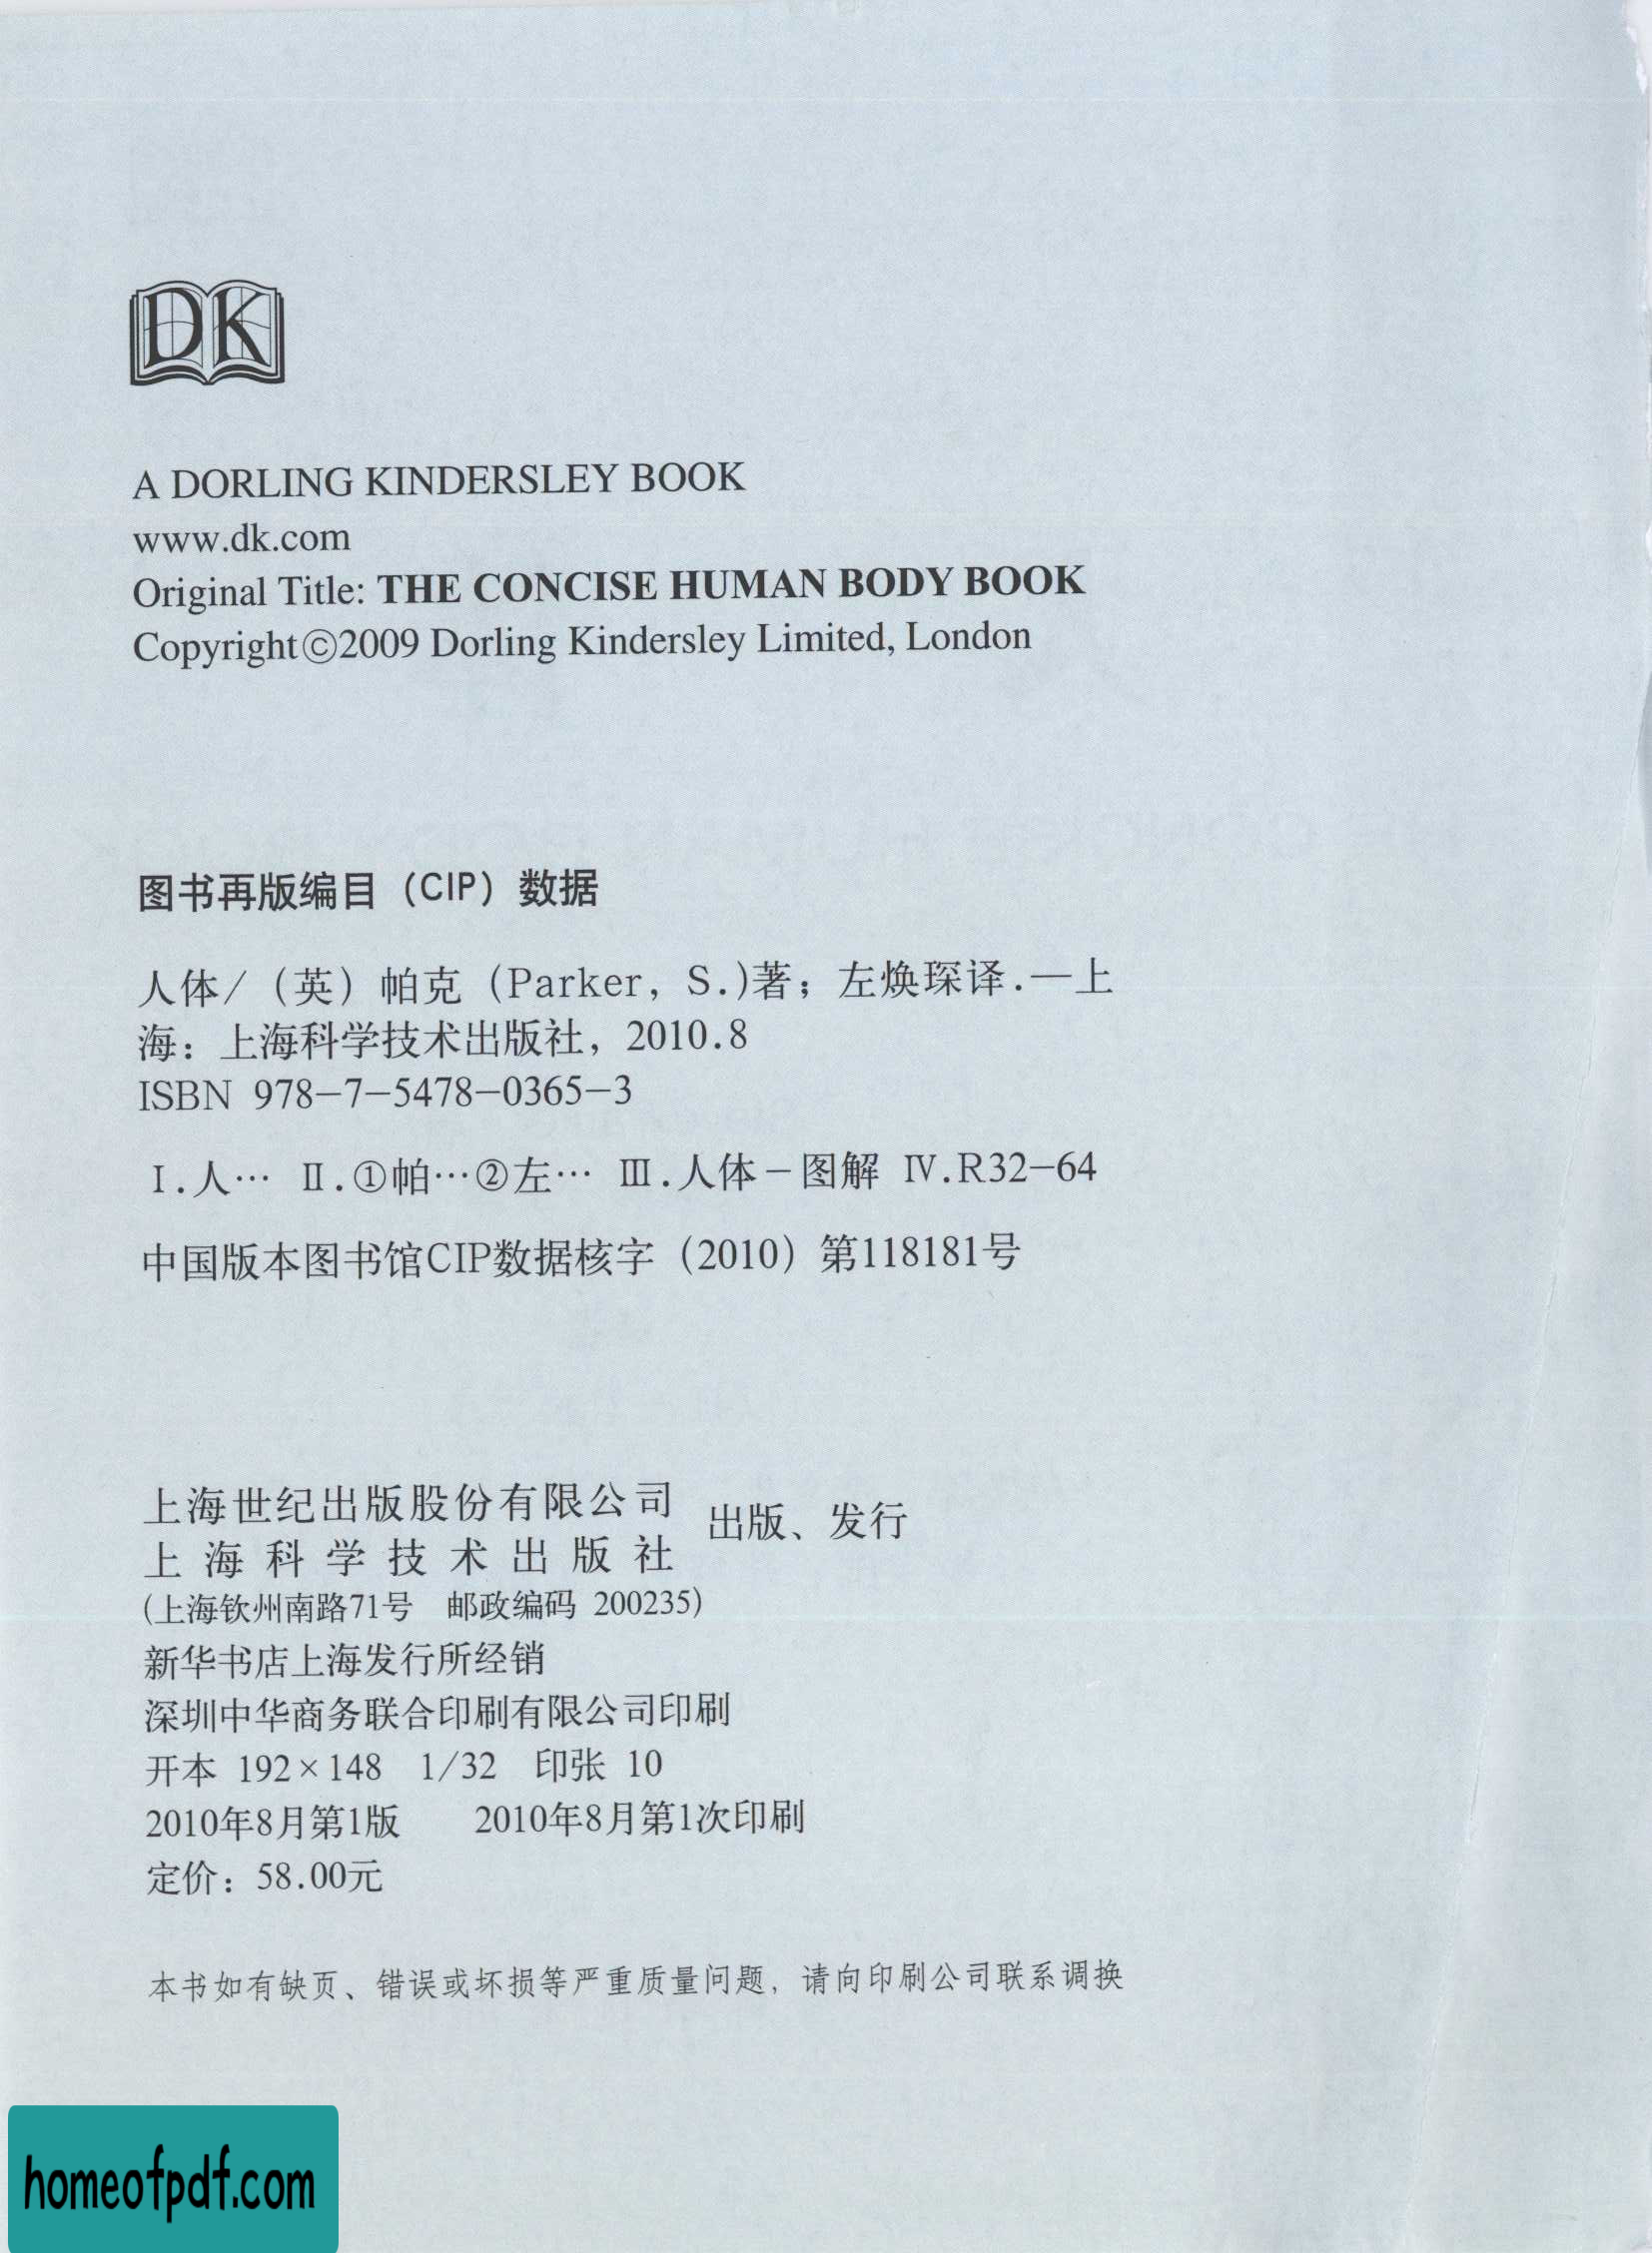 DK
A DORLING KINDERSLEY BOOK
www.dk.com
Original Title: THE CONCISE HUMAN BODY BOOK
Copyright©2009 Dorling Kindersley Limited, London
图书再版编目（CIP）数据
人体/（英）帕克（Parker, S.)著；左焕琛译.—上
海：上海科学技术出版社，2010.8
ISBN 978-7-5478-0365-3
Ⅰ.人… Ⅱ.①帕…②左… Ⅲ.人体－图解 Ⅳ.R32-64
中国版本图书馆CIP数据核字（2010）第118181号
上海世纪出版股份有限公司
上海科学技术出版社
出版、发行
(上海钦州南路71号 邮政编码 200235)
新华书店上海发行所经销
深圳中华商务联合印刷有限公司印刷
开本 192×148 1/32 印张 10
2010年8月第1版 2010年8月第1次印刷
定价：58.00元
本书如有缺页、错误或坏损等严重质量问题，请向印刷公司联系调换
homeofpdf.com